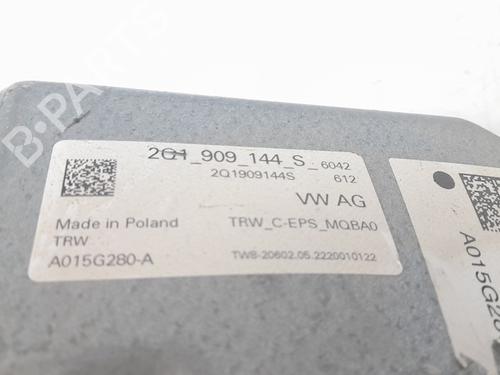 2Q1_909_144_S_ 6042
2Q1909144S 612
VW AG
Made in Poland TRW_C-EPS_MQBA0
TRW
A015G280-A TW8-20602.05.2220010122
A015G28
B-PARTS